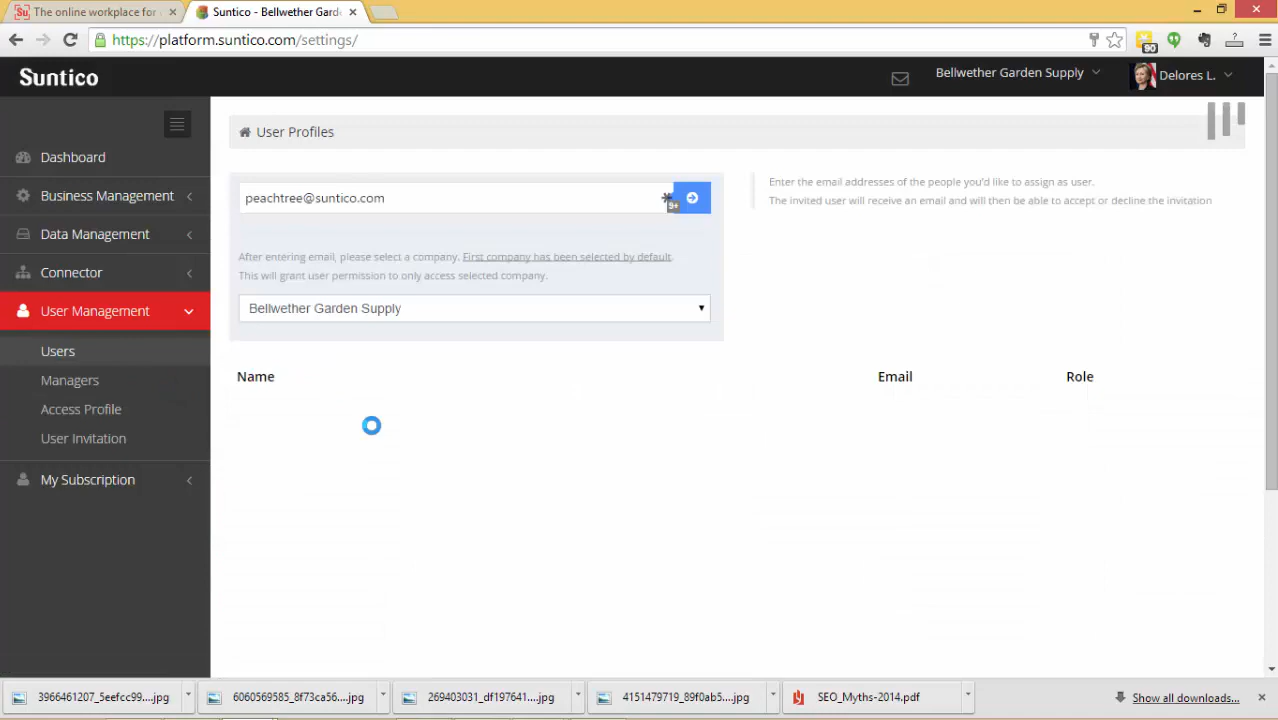 The online workplace for
Suntico - Bellwether Gard
https://platform.suntico.com/settings/
90
Suntico
Bellwether Garden Supply
Delores L.
User Profiles
Dashboard
Business Management
Data Management
Connector
User Management
Users
Managers
Access Profile
User Invitation
My Subscription
peachtree@suntico.com
9+
After entering email, please select a company. First company has been selected by default.
This will grant user permission to only access selected company.
Bellwether Garden Supply
Enter the email addresses of the people you'd like to assign as user.
The invited user will receive an email and will then be able to accept or decline the invitation
Name Email Role
3966461207_5eefcc99....jpg
6060569585_8f73ca56....jpg
269403031_df197641...jpg
4151479719_89f0ab5....jpg
SEO_Myths-2014.pdf
Show all downloads...